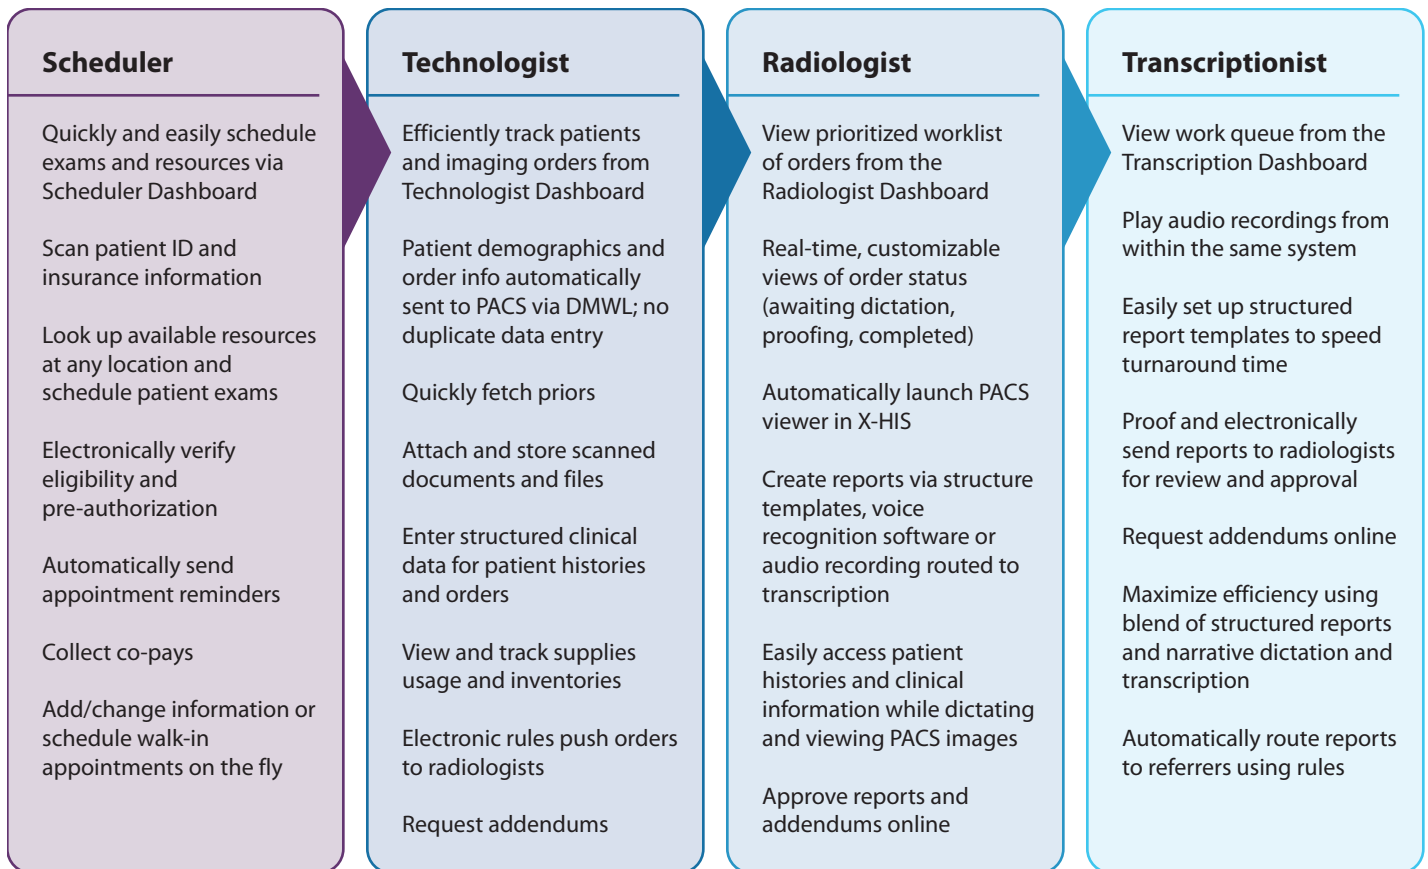 Scheduler
Quickly and easily schedule
exams and resources via
Scheduler Dashboard
Scan patient ID and
insurance information
Look up available resources
at any location and
schedule patient exams
Electronically verify
eligibility and
pre-authorization
Automatically send
appointment reminders
Collect co-pays
Add/change information or
schedule walk-in
appointments on the fly
Technologist
Efficiently track patients
and imaging orders from
Technologist Dashboard
Patient demographics and
order info automatically
sent to PACS via DMWL; no
duplicate data entry
Quickly fetch priors
Attach and store scanned
documents and files
Enter structured clinical
data for patient histories
and orders
View and track supplies
usage and inventories
Electronic rules push orders
to radiologists
Request addendums
Radiologist
View prioritized worklist
of orders from the
Radiologist Dashboard
Real-time, customizable
views of order status
(awaiting dictation,
proofing, completed)
Automatically launch PACS
viewer in X-HIS
Create reports via structure
templates, voice
recognition software or
audio recording routed to
transcription
Easily access patient
histories and clinical
information while dictating
and viewing PACS images
Approve reports and
addendums online
Transcriptionist
View work queue from the
Transcription Dashboard
Play audio recordings from
within the same system
Easily set up structured
report templates to speed
turnaround time
Proof and electronically
send reports to radiologists
for review and approval
Request addendums online
Maximize efficiency using
blend of structured reports
and narrative dictation and
transcription
Automatically route reports
to referrers using rules